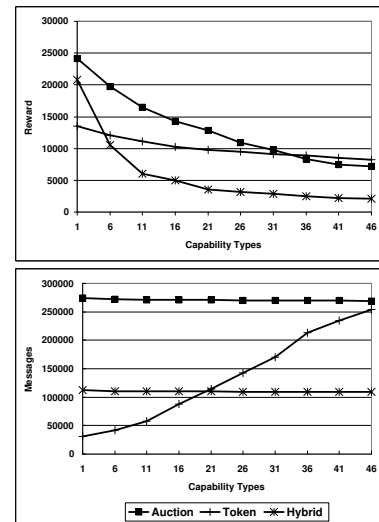 30000
25000
20000
15000
10000
5000
0
Reward
1 6 11 16 21 26 31 36 41 46
Capability Types
300000
250000
200000
150000
100000
50000
0
Messages
1 6 11 16 21 26 31 36 41 46
Capability Types
Auction Token Hybrid